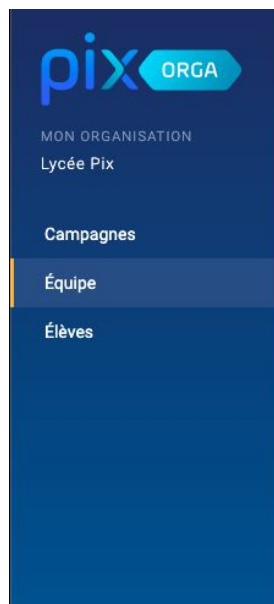 pix ORGA
MON ORGANISATION
Lycée Pix
Campagnes
Équipe
Élèves